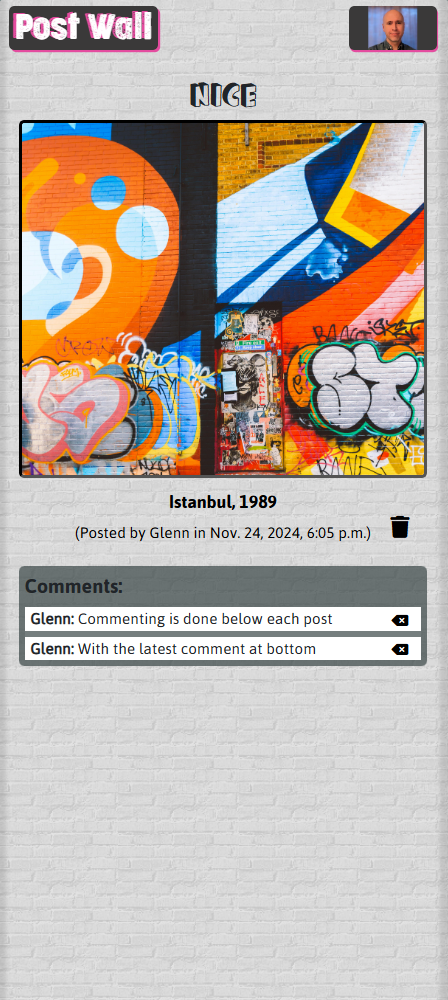 Post Wall
NICE
Istanbul, 1989
(Posted by Glenn in Nov. 24, 2024, 6:05 p.m.)
Comments:
Glenn: Commenting is done below each post
Glenn: With the latest comment at bottom